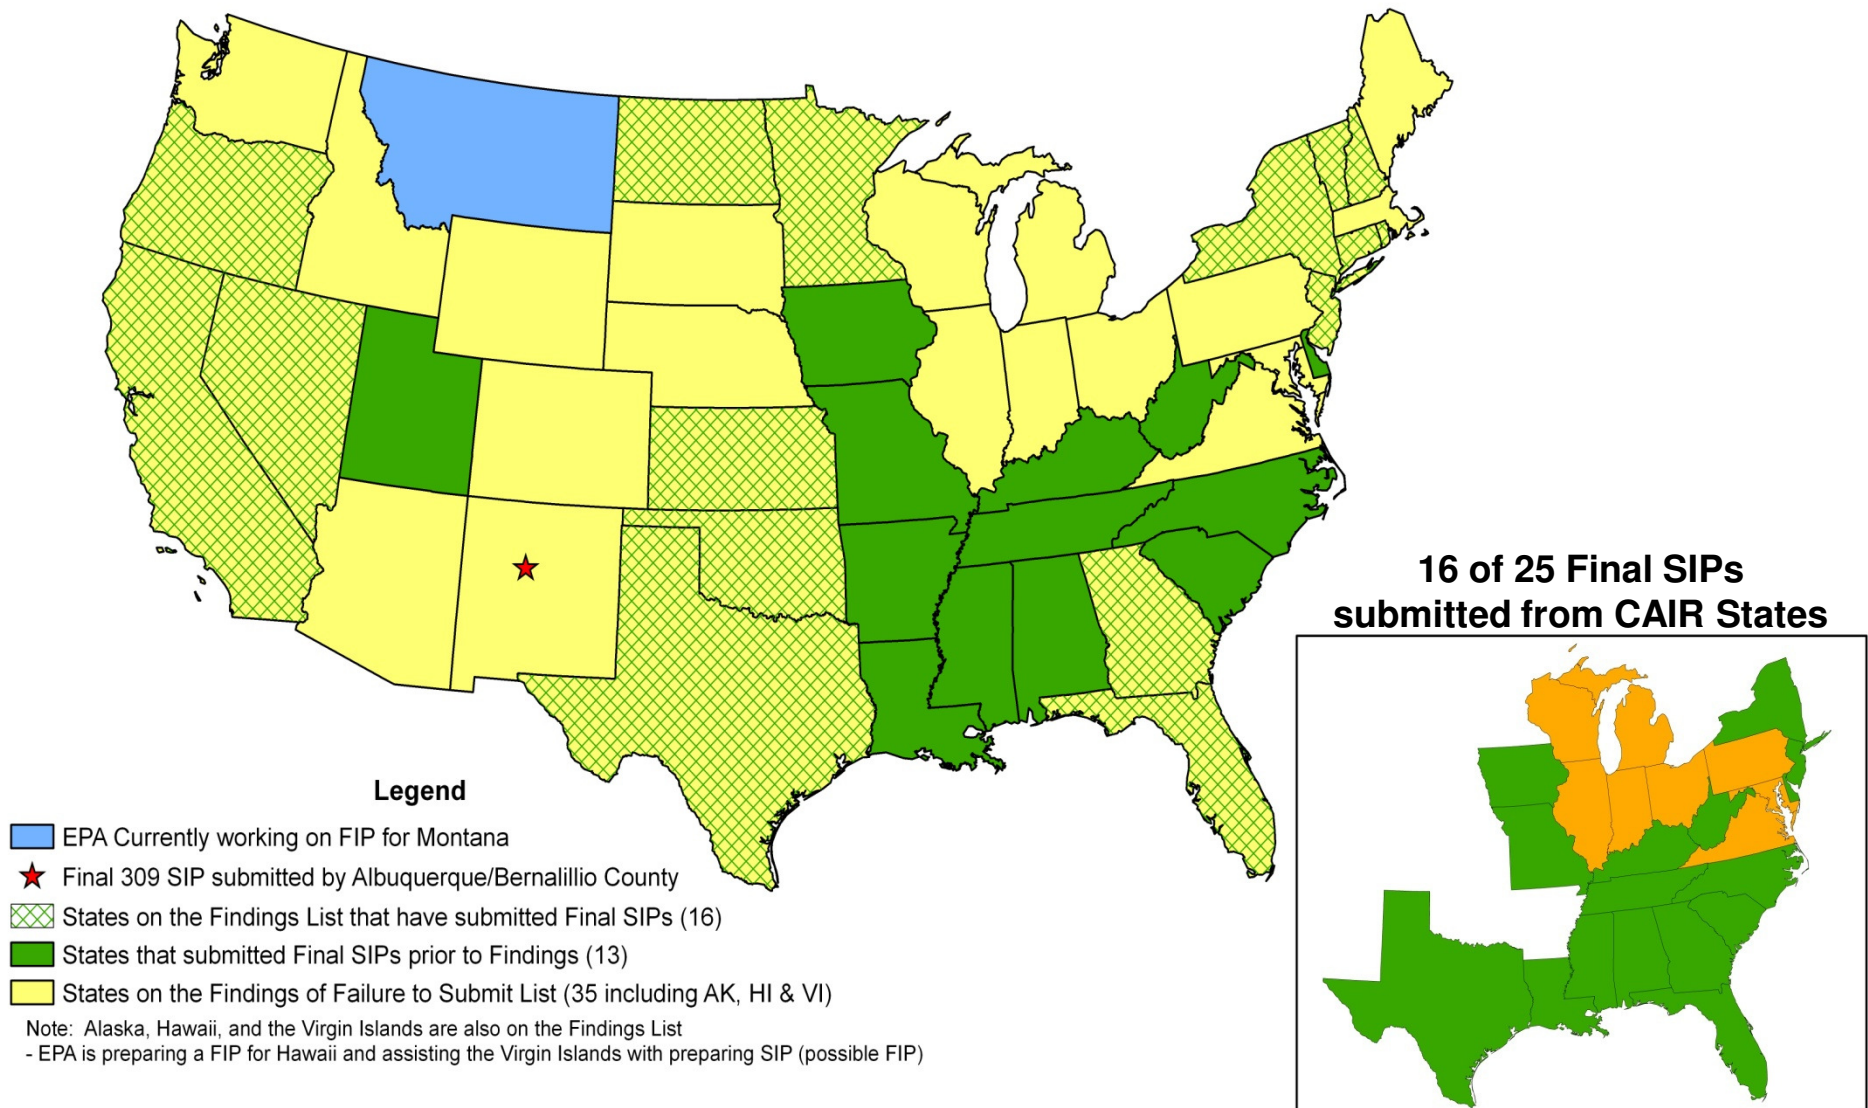 16 of 25 Final SIPs
submitted from CAIR States
Legend
EPA Currently working on FIP for Montana
Final 309 SIP submitted by Albuquerque/Bernalillio County
States on the Findings List that have submitted Final SIPs (16)
States that submitted Final SIPs prior to Findings (13)
States on the Findings of Failure to Submit List (35 including AK, HI & VI)
Note: Alaska, Hawaii, and the Virgin Islands are also on the Findings List
- EPA is preparing a FIP for Hawaii and assisting the Virgin Islands with preparing SIP (possible FIP)